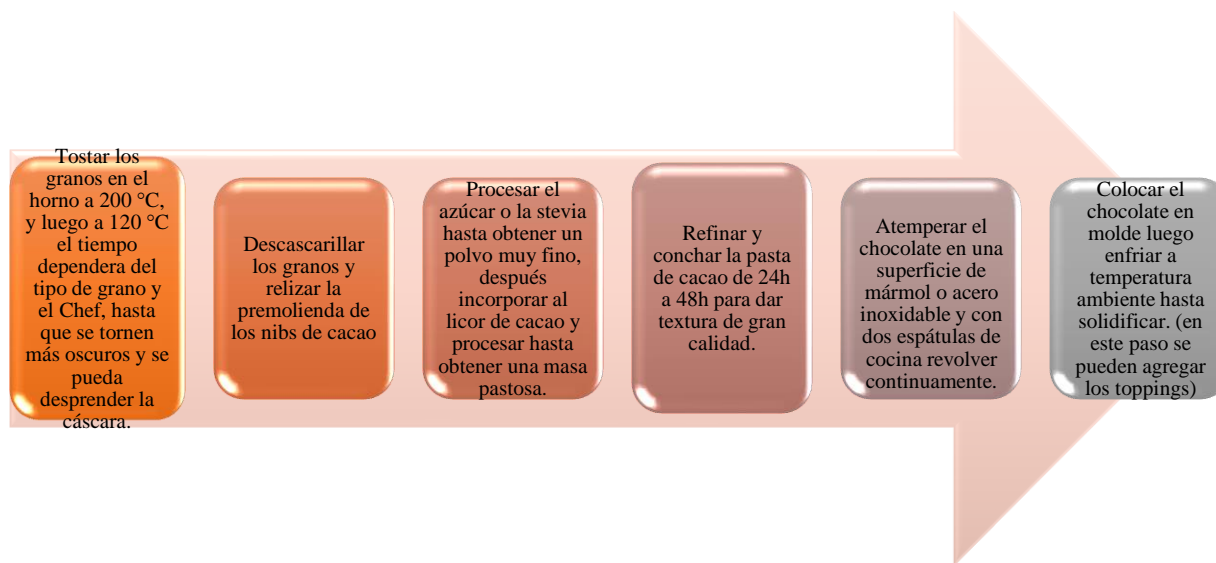 Tostar los
granos en el
horno a 200 °C,
y luego a 120 °C
el tiempo
dependera del
tipo de grano y
el Chef, hasta
que se tornen
más oscuros y se
pueda
desprender la
cáscara.
Descascarillar
los granos y
relizar la
premolienda de
los nibs de cacao
Procesar el
azúcar o la stevia
hasta obtener un
polvo muy fino,
después
incorporar al
licor de cacao y
procesar hasta
obtener una masa
pastosa.
Refinar y
conchar la pasta
de cacao de 24h
a 48h para dar
textura de gran
calidad.
Atemperar el
chocolate en una
superficie de
mármol o acero
inoxidable y con
dos espátulas de
cocina revolver
continuamente.
Colocar el
chocolate en
molde luego
enfriar a
temperatura
ambiente hasta
solidificar. (en
este paso se
pueden agregar
los toppings)